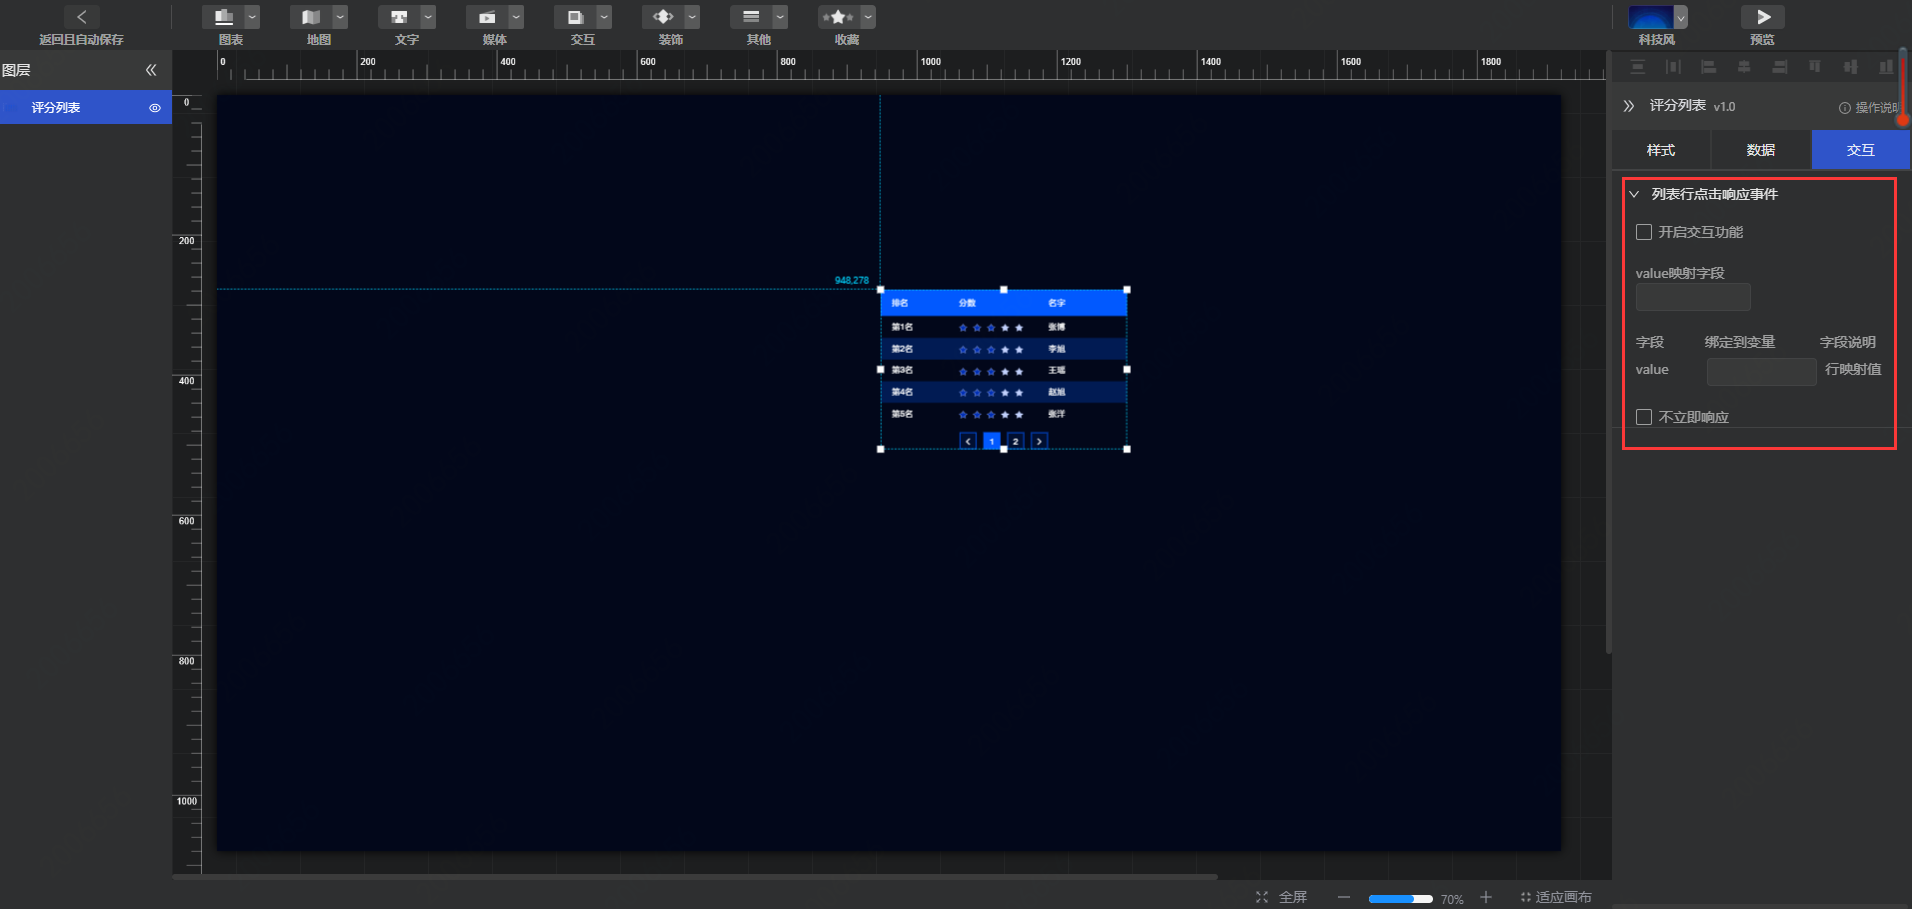 返回且自动保存
图表
地图
文字
媒体
交互
装饰
其他
收藏
科技风
预览
图层
评分列表
0 200 400 600 800 1000 1200 1400 1600 1800
0
200
400
600
800
1000
948,278
排名 分数 名字
第1名 张博
第2名 李旭
第3名 王瑶
第4名 赵旭
第5名 张洋
1 2
评分列表 v1.0 操作说明
样式 数据 交互
列表行点击响应事件
开启交互功能
value映射字段
字段 绑定到变量 字段说明
value 行映射值
不立即响应
全屏 70% 适应画布